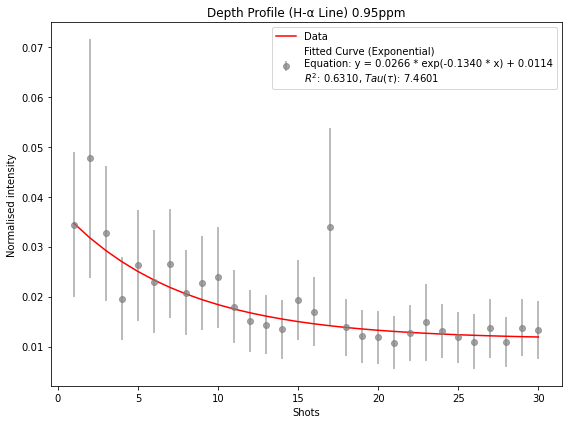 Depth Profile (H-α Line) 0.95ppm
Data
Fitted Curve (Exponential)
Equation: y = 0.0266 * exp(-0.1340 * x) + 0.0114
R²: 0.6310, Tau(τ): 7.4601
0.07
0.06
0.05
0.04
0.03
0.02
0.01
Normalised intensity
0 5 10 15 20 25 30
Shots